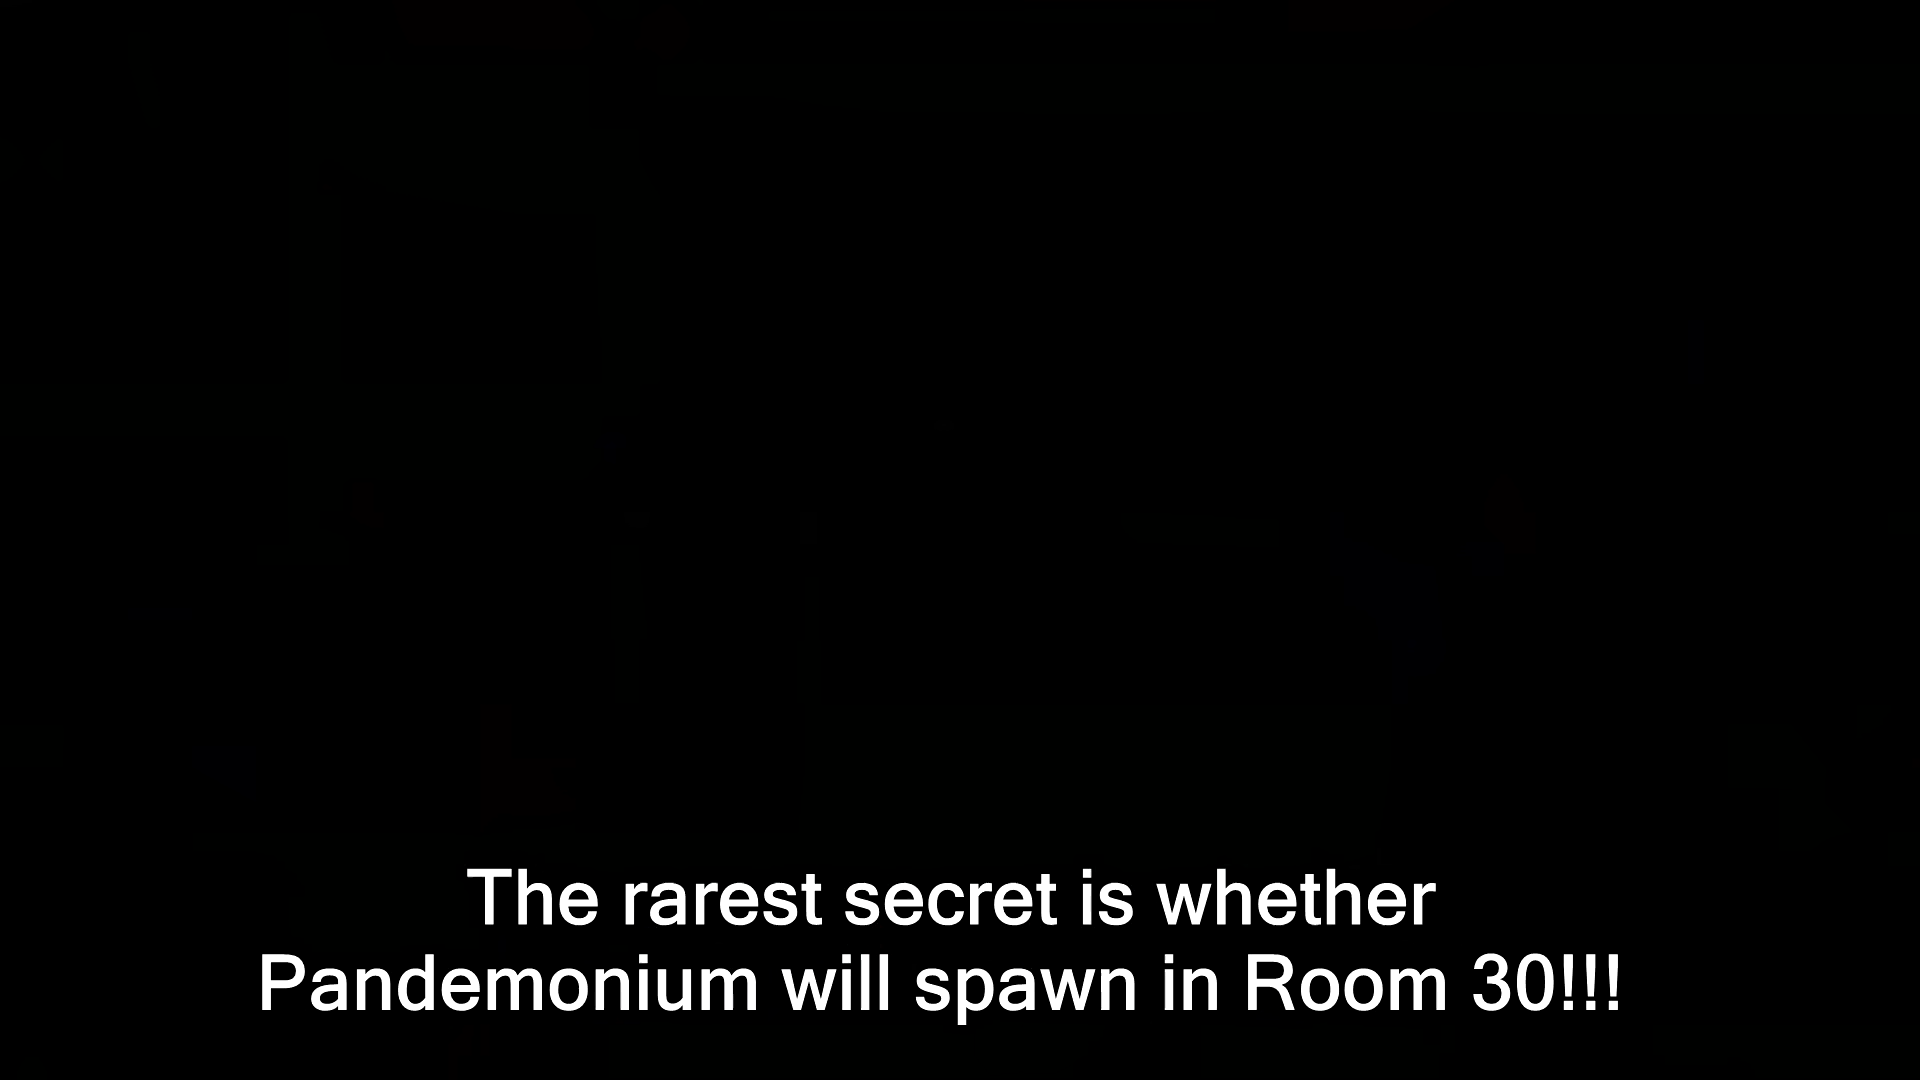 The rarest secret is whether
Pandemonium will spawn in Room 30!!!